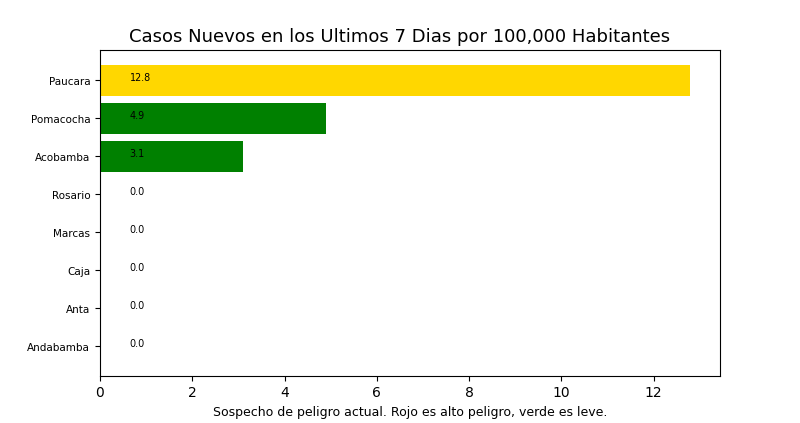 Casos Nuevos en los Ultimos 7 Dias por 100,000 Habitantes
Paucara 12.8
Pomacocha 4.9
Acobamba 3.1
Rosario 0.0
Marcas 0.0
Caja 0.0
Anta 0.0
Andabamba 0.0
0 2 4 6 8 10 12
Sospecho de peligro actual. Rojo es alto peligro, verde es leve.